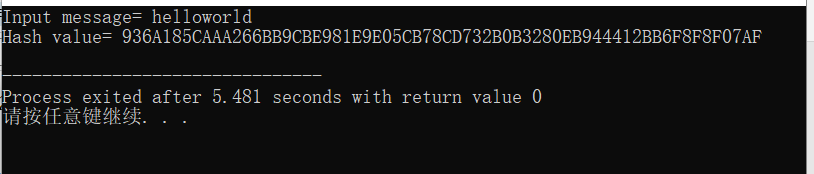 Input message= helloworld
Hash value= 936A185CAAA266BB9CBE981E9E05CB78CD732B0B3280EB944412BB6F8F8F07AF
--------------------------------
Process exited after 5.481 seconds with return value 0
请按任意键继续. . .